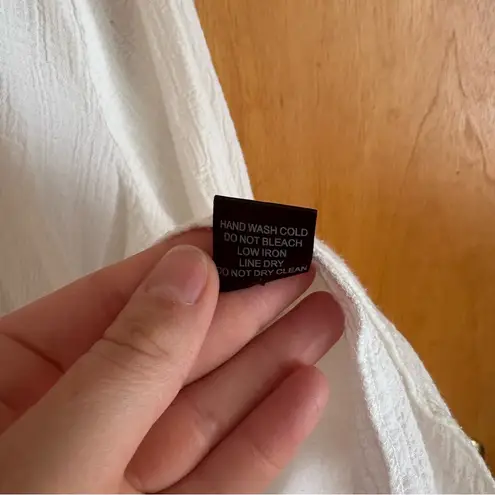 HAND WASH COLD
DO NOT BLEACH
LOW IRON
LINE DRY
DO NOT DRY CLEAN